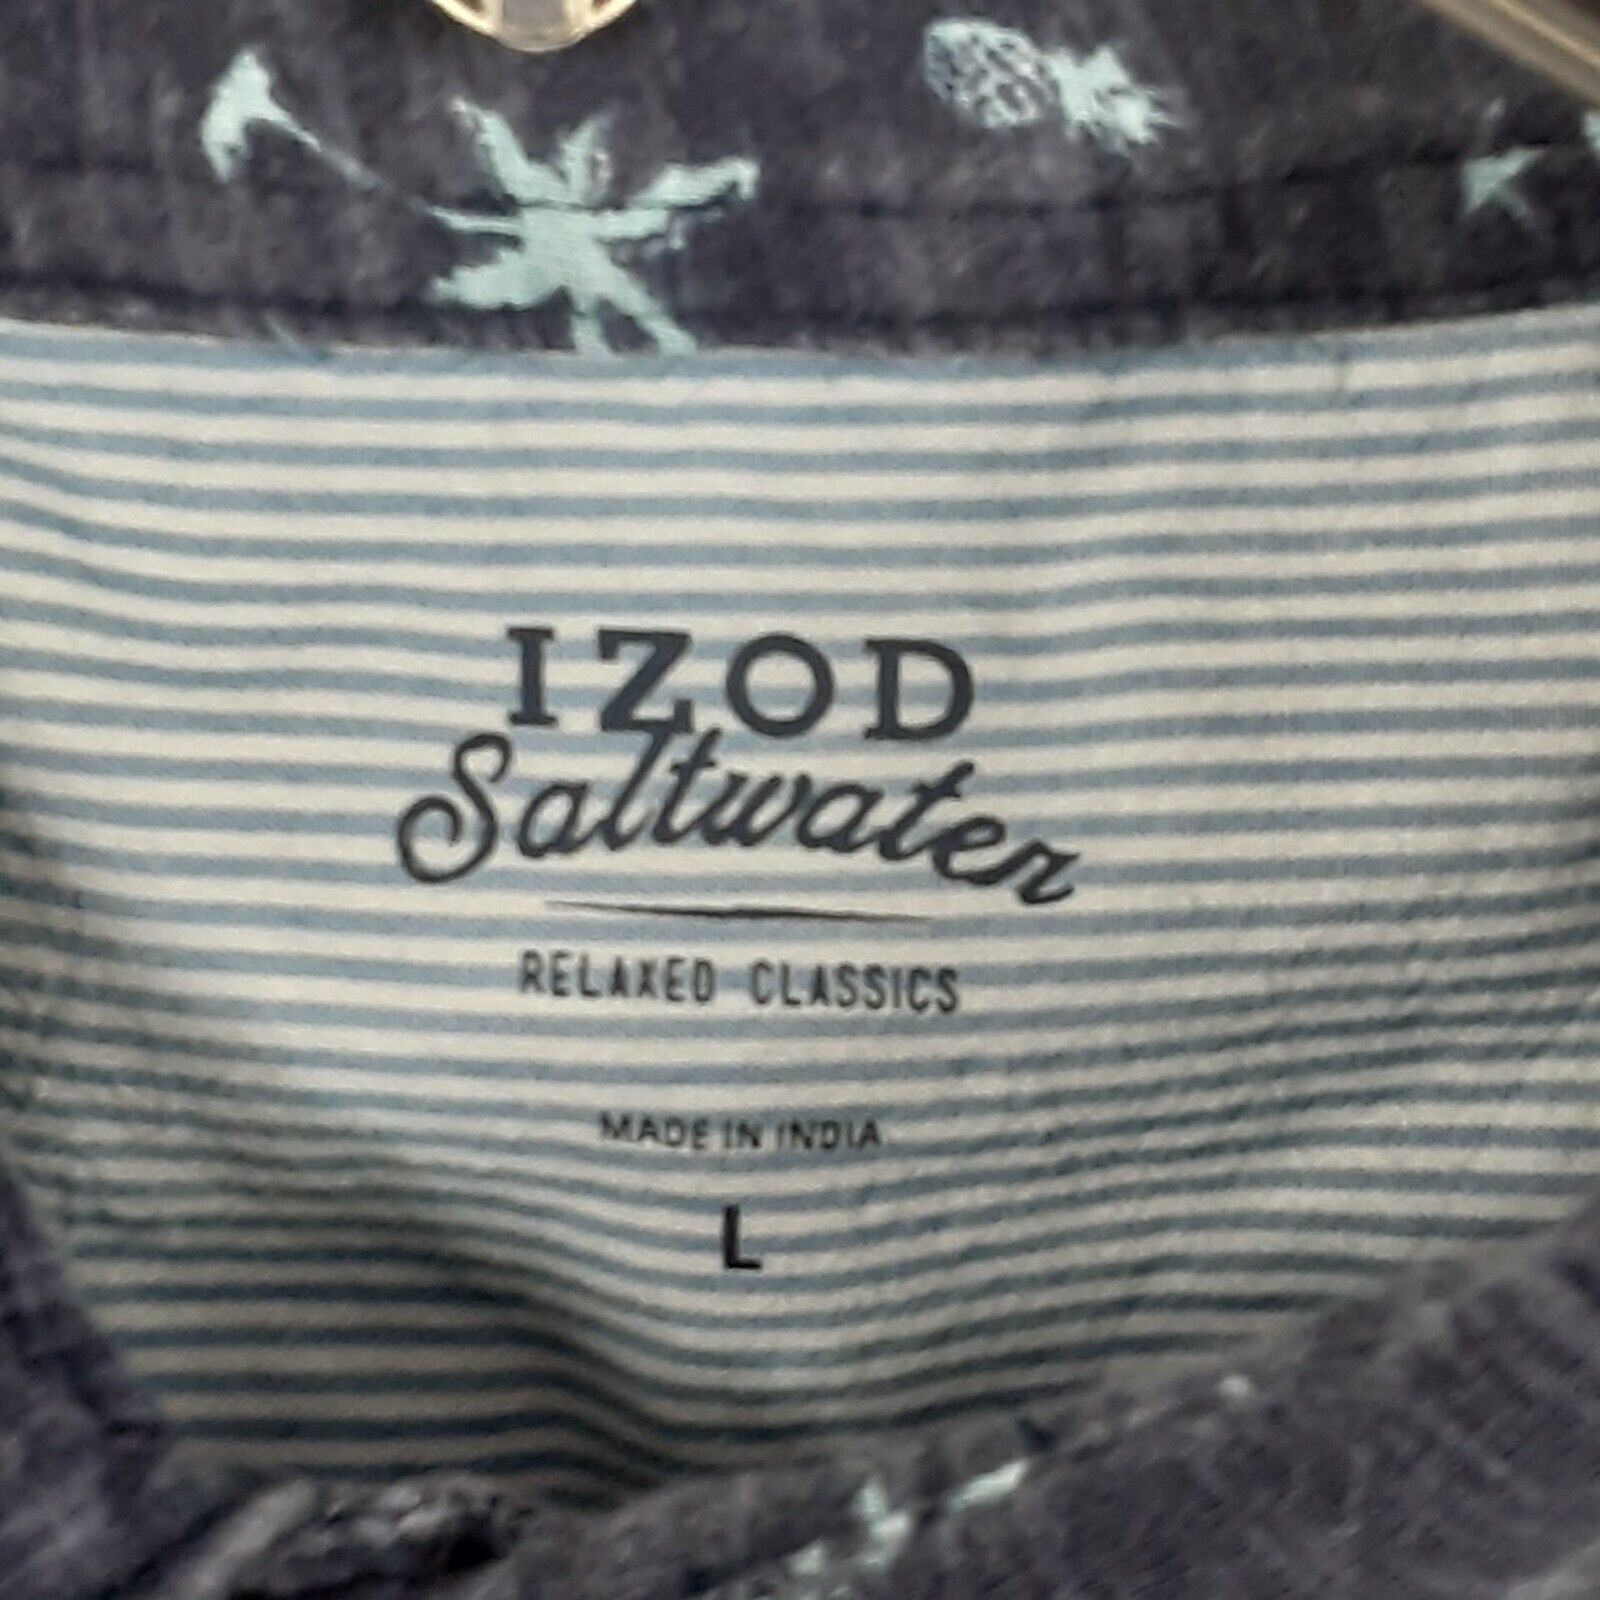 IZOD
Saltwater
RELAXED CLASSICS
MADE IN INDIA
L